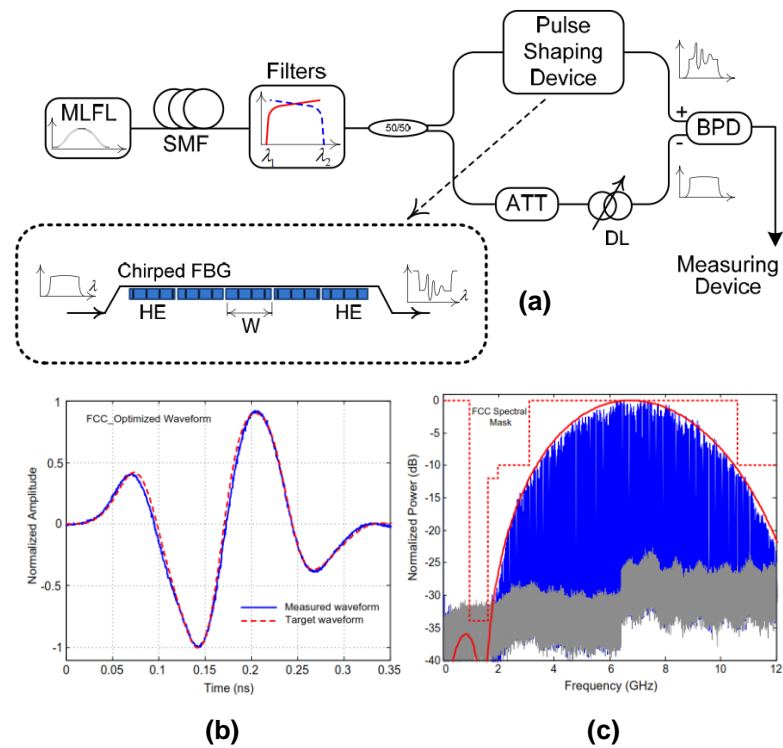 MLFL
SMF
Filters
λ1
λ2
50/50
Pulse
Shaping
Device
+
-
BPD
ATT
DL
Measuring
Device
λ
Chirped FBG
HE
W
HE
λ
(a)
FCC_Optimized Waveform
Normalized Amplitude
1
0.5
0
-0.5
-1
Measured waveform
Target waveform
0
0.05
0.1
0.15
0.2
0.25
0.3
0.35
Time (ns)
(b)
FCC Spectral
Mask
Normalized Power (dB)
0
-5
-10
-15
-20
-25
-30
-35
-40
0
2
4
6
8
10
12
Frequency (GHz)
(c)